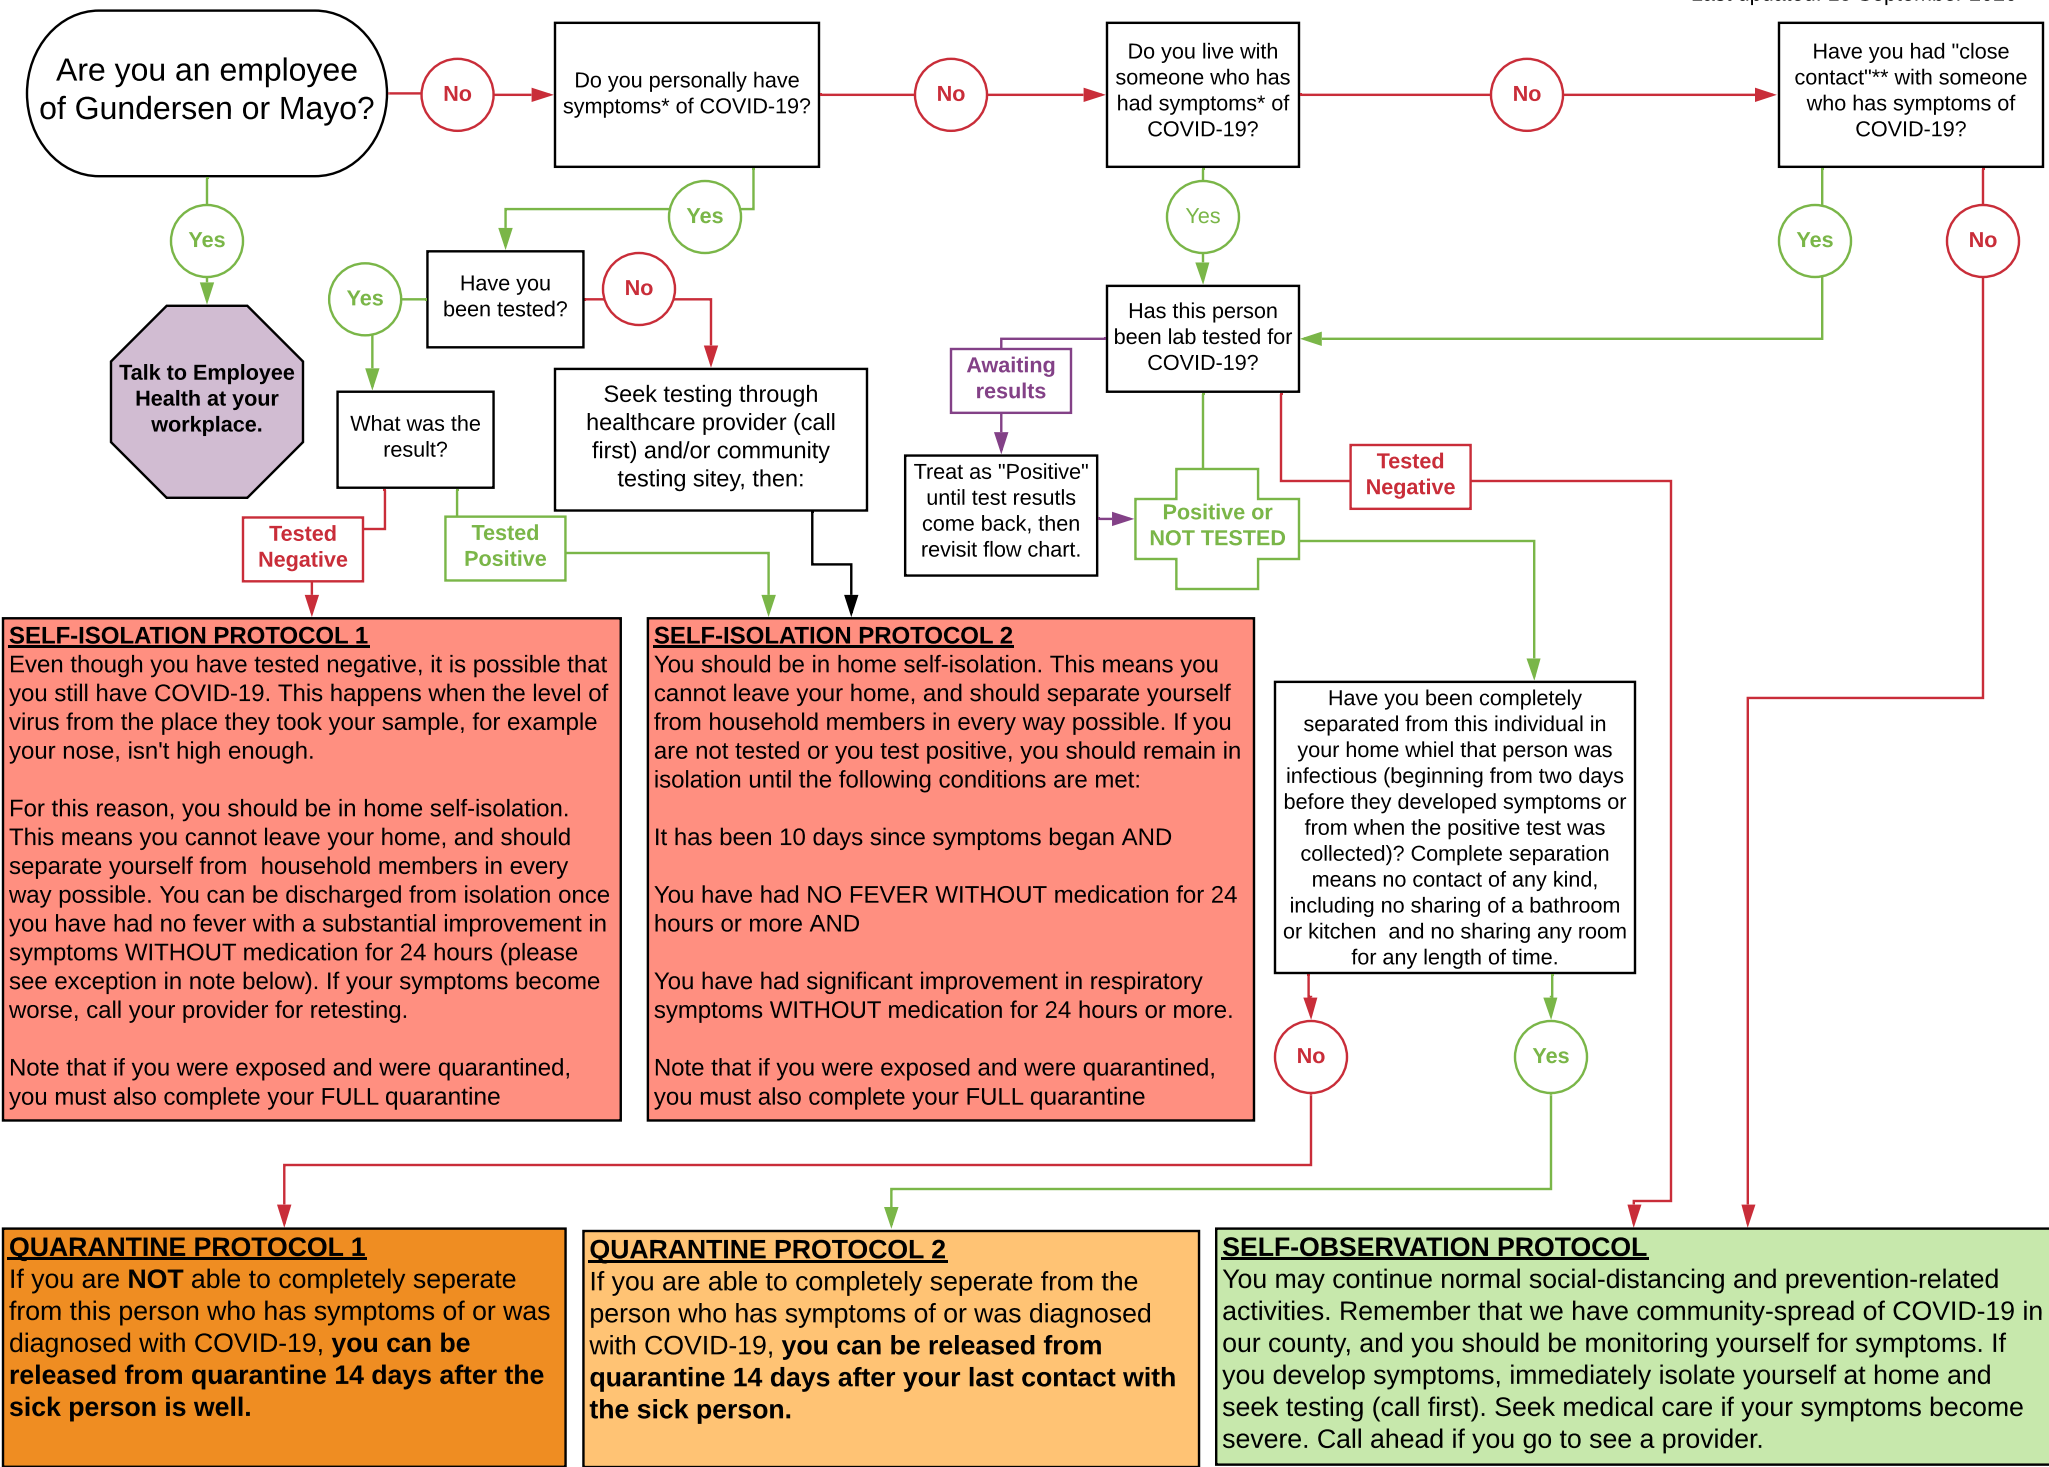 Are you an employee
of Gundersen or Mayo?
No
Do you personally have
symptoms* of COVID-19?
No
Do you live with
someone who has
had symptoms* of
COVID-19?
No
Have you had "close
contact"** with someone
who has symptoms of
COVID-19?
Yes
Yes
Yes
Yes
No
Talk to Employee
Health at your
workplace.
Yes
Have you
been tested?
No
Has this person
been lab tested for
COVID-19?
What was the
result?
Seek testing through
healthcare provider (call
first) and/or community
testing sitey, then:
Awaiting
results
Treat as "Positive"
until test resutls
come back, then
revisit flow chart.
Positive or
NOT TESTED
Tested
Negative
Tested
Negative
Tested
Positive
SELF-ISOLATION PROTOCOL 1
Even though you have tested negative, it is possible that
you still have COVID-19. This happens when the level of
virus from the place they took your sample, for example
your nose, isn't high enough.
For this reason, you should be in home self-isolation.
This means you cannot leave your home, and should
separate yourself from  household members in every
way possible. You can be discharged from isolation once
you have had no fever with a substantial improvement in
symptoms WITHOUT medication for 24 hours (please
see exception in note below). If your symptoms become
worse, call your provider for retesting.
Note that if you were exposed and were quarantined,
you must also complete your FULL quarantine
SELF-ISOLATION PROTOCOL 2
You should be in home self-isolation. This means you
cannot leave your home, and should separate yourself
from household members in every way possible. If you
are not tested or you test positive, you should remain in
isolation until the following conditions are met:
It has been 10 days since symptoms began AND
You have had NO FEVER WITHOUT medication for 24
hours or more AND
You have had significant improvement in respiratory
symptoms WITHOUT medication for 24 hours or more.
Note that if you were exposed and were quarantined,
you must also complete your FULL quarantine
Have you been completely
separated from this individual in
your home whiel that person was
infectious (beginning from two days
before they developed symptoms or
from when the positive test was
collected)? Complete separation
means no contact of any kind,
including no sharing of a bathroom
or kitchen  and no sharing any room
for any length of time.
No
Yes
QUARANTINE PROTOCOL 1
If you are NOT able to completely seperate
from this person who has symptoms of or was
diagnosed with COVID-19, you can be
released from quarantine 14 days after the
sick person is well.
QUARANTINE PROTOCOL 2
If you are able to completely seperate from the
person who has symptoms of or was diagnosed
with COVID-19, you can be released from
quarantine 14 days after your last contact with
the sick person.
SELF-OBSERVATION PROTOCOL
You may continue normal social-distancing and prevention-related
activities. Remember that we have community-spread of COVID-19 in
our county, and you should be monitoring yourself for symptoms. If
you develop symptoms, immediately isolate yourself at home and
seek testing (call first). Seek medical care if your symptoms become
severe. Call ahead if you go to see a provider.